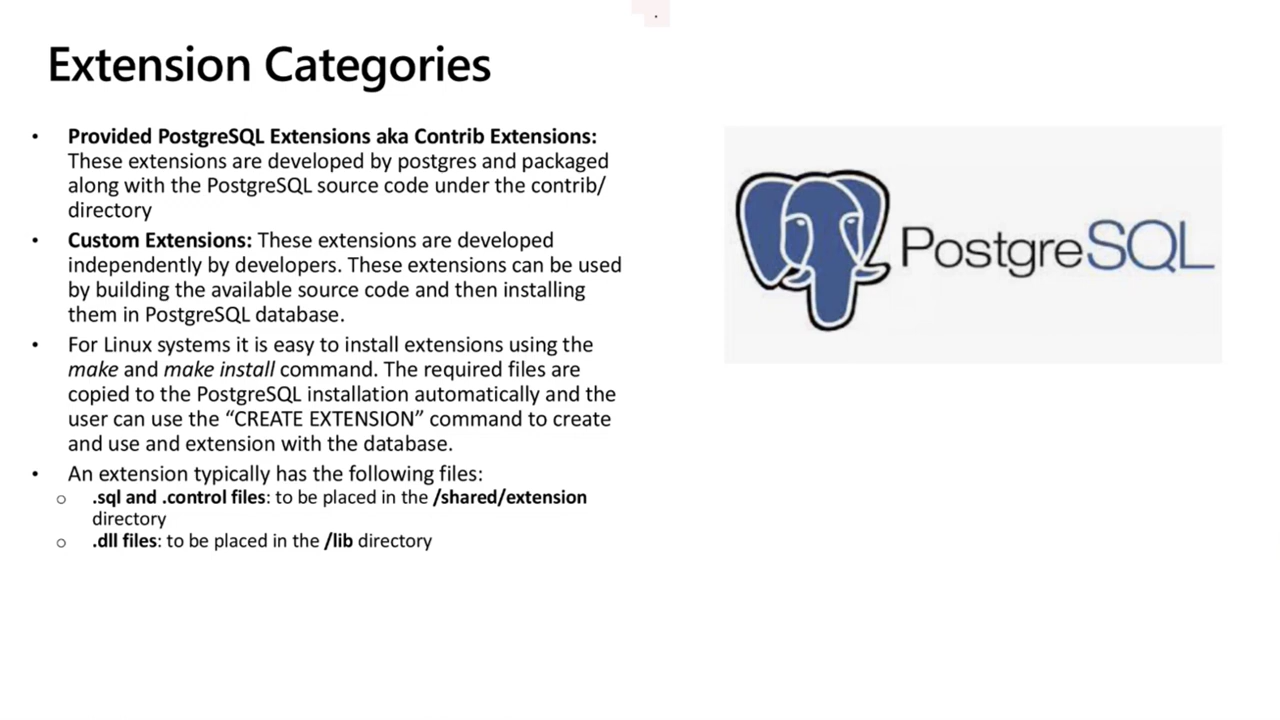 Extension Categories
• Provided PostgreSQL Extensions aka Contrib Extensions:
These extensions are developed by postgres and packaged
along with the PostgreSQL source code under the contrib/
directory
• Custom Extensions: These extensions are developed
independently by developers. These extensions can be used
by building the available source code and then installing
them in PostgreSQL database.
• For Linux systems it is easy to install extensions using the
make and make install command. The required files are
copied to the PostgreSQL installation automatically and the
user can use the “CREATE EXTENSION” command to create
and use and extension with the database.
• An extension typically has the following files:
o .sql and .control files: to be placed in the /shared/extension
directory
o .dll files: to be placed in the /lib directory
PostgreSQL